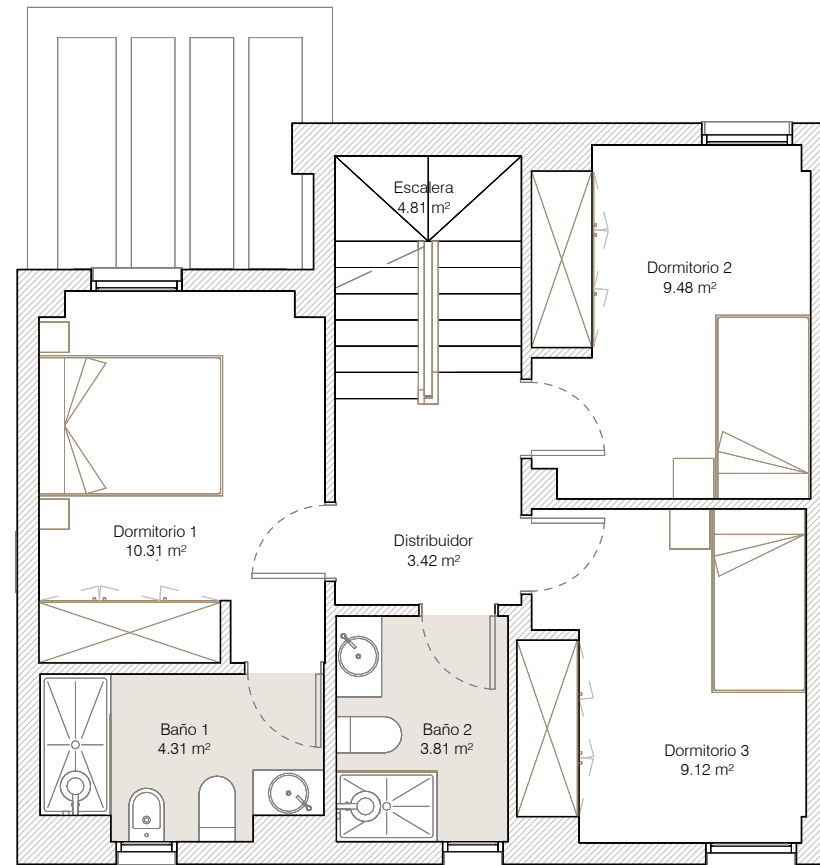 Escalera
4.81 m²
Dormitorio 2
9.48 m²
Dormitorio 1
10.31 m²
Distribuidor
3.42 m²
Baño 1
4.31 m²
Baño 2
3.81 m²
Dormitorio 3
9.12 m²